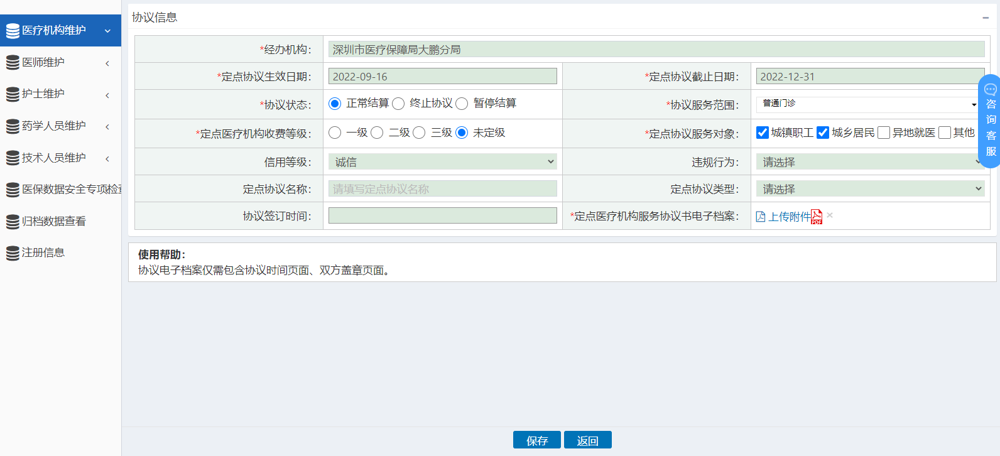 医疗机构维护
医师维护
护士维护
药学人员维护
技术人员维护
医保数据安全专项检查
归档数据查看
注册信息
协议信息
*经办机构： 深圳市医疗保障局大鹏分局
*定点协议生效日期： 2022-09-16 *定点协议截止日期： 2022-12-31
*协议状态： 正常结算 终止协议 暂停结算 *协议服务范围： 普通门诊
*定点医疗机构收费等级： 一级 二级 三级 未定级 *定点协议服务对象： 城镇职工 城乡居民 异地就医 其他
信用等级： 诚信 违规行为： 请选择
定点协议名称： 请填写定点协议名称 定点协议类型： 请选择
协议签订时间： *定点医疗机构服务协议书电子档案： 上传附件 PDF ×
使用帮助：
协议电子档案仅需包含协议时间页面、双方盖章页面。
保存 返回
咨
询
客
服